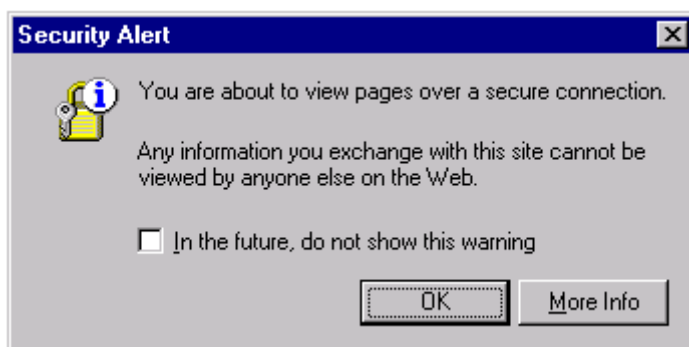 Security Alert
You are about to view pages over a secure connection.
Any information you exchange with this site cannot be
viewed by anyone else on the Web.
In the future, do not show this warning
OK
More Info